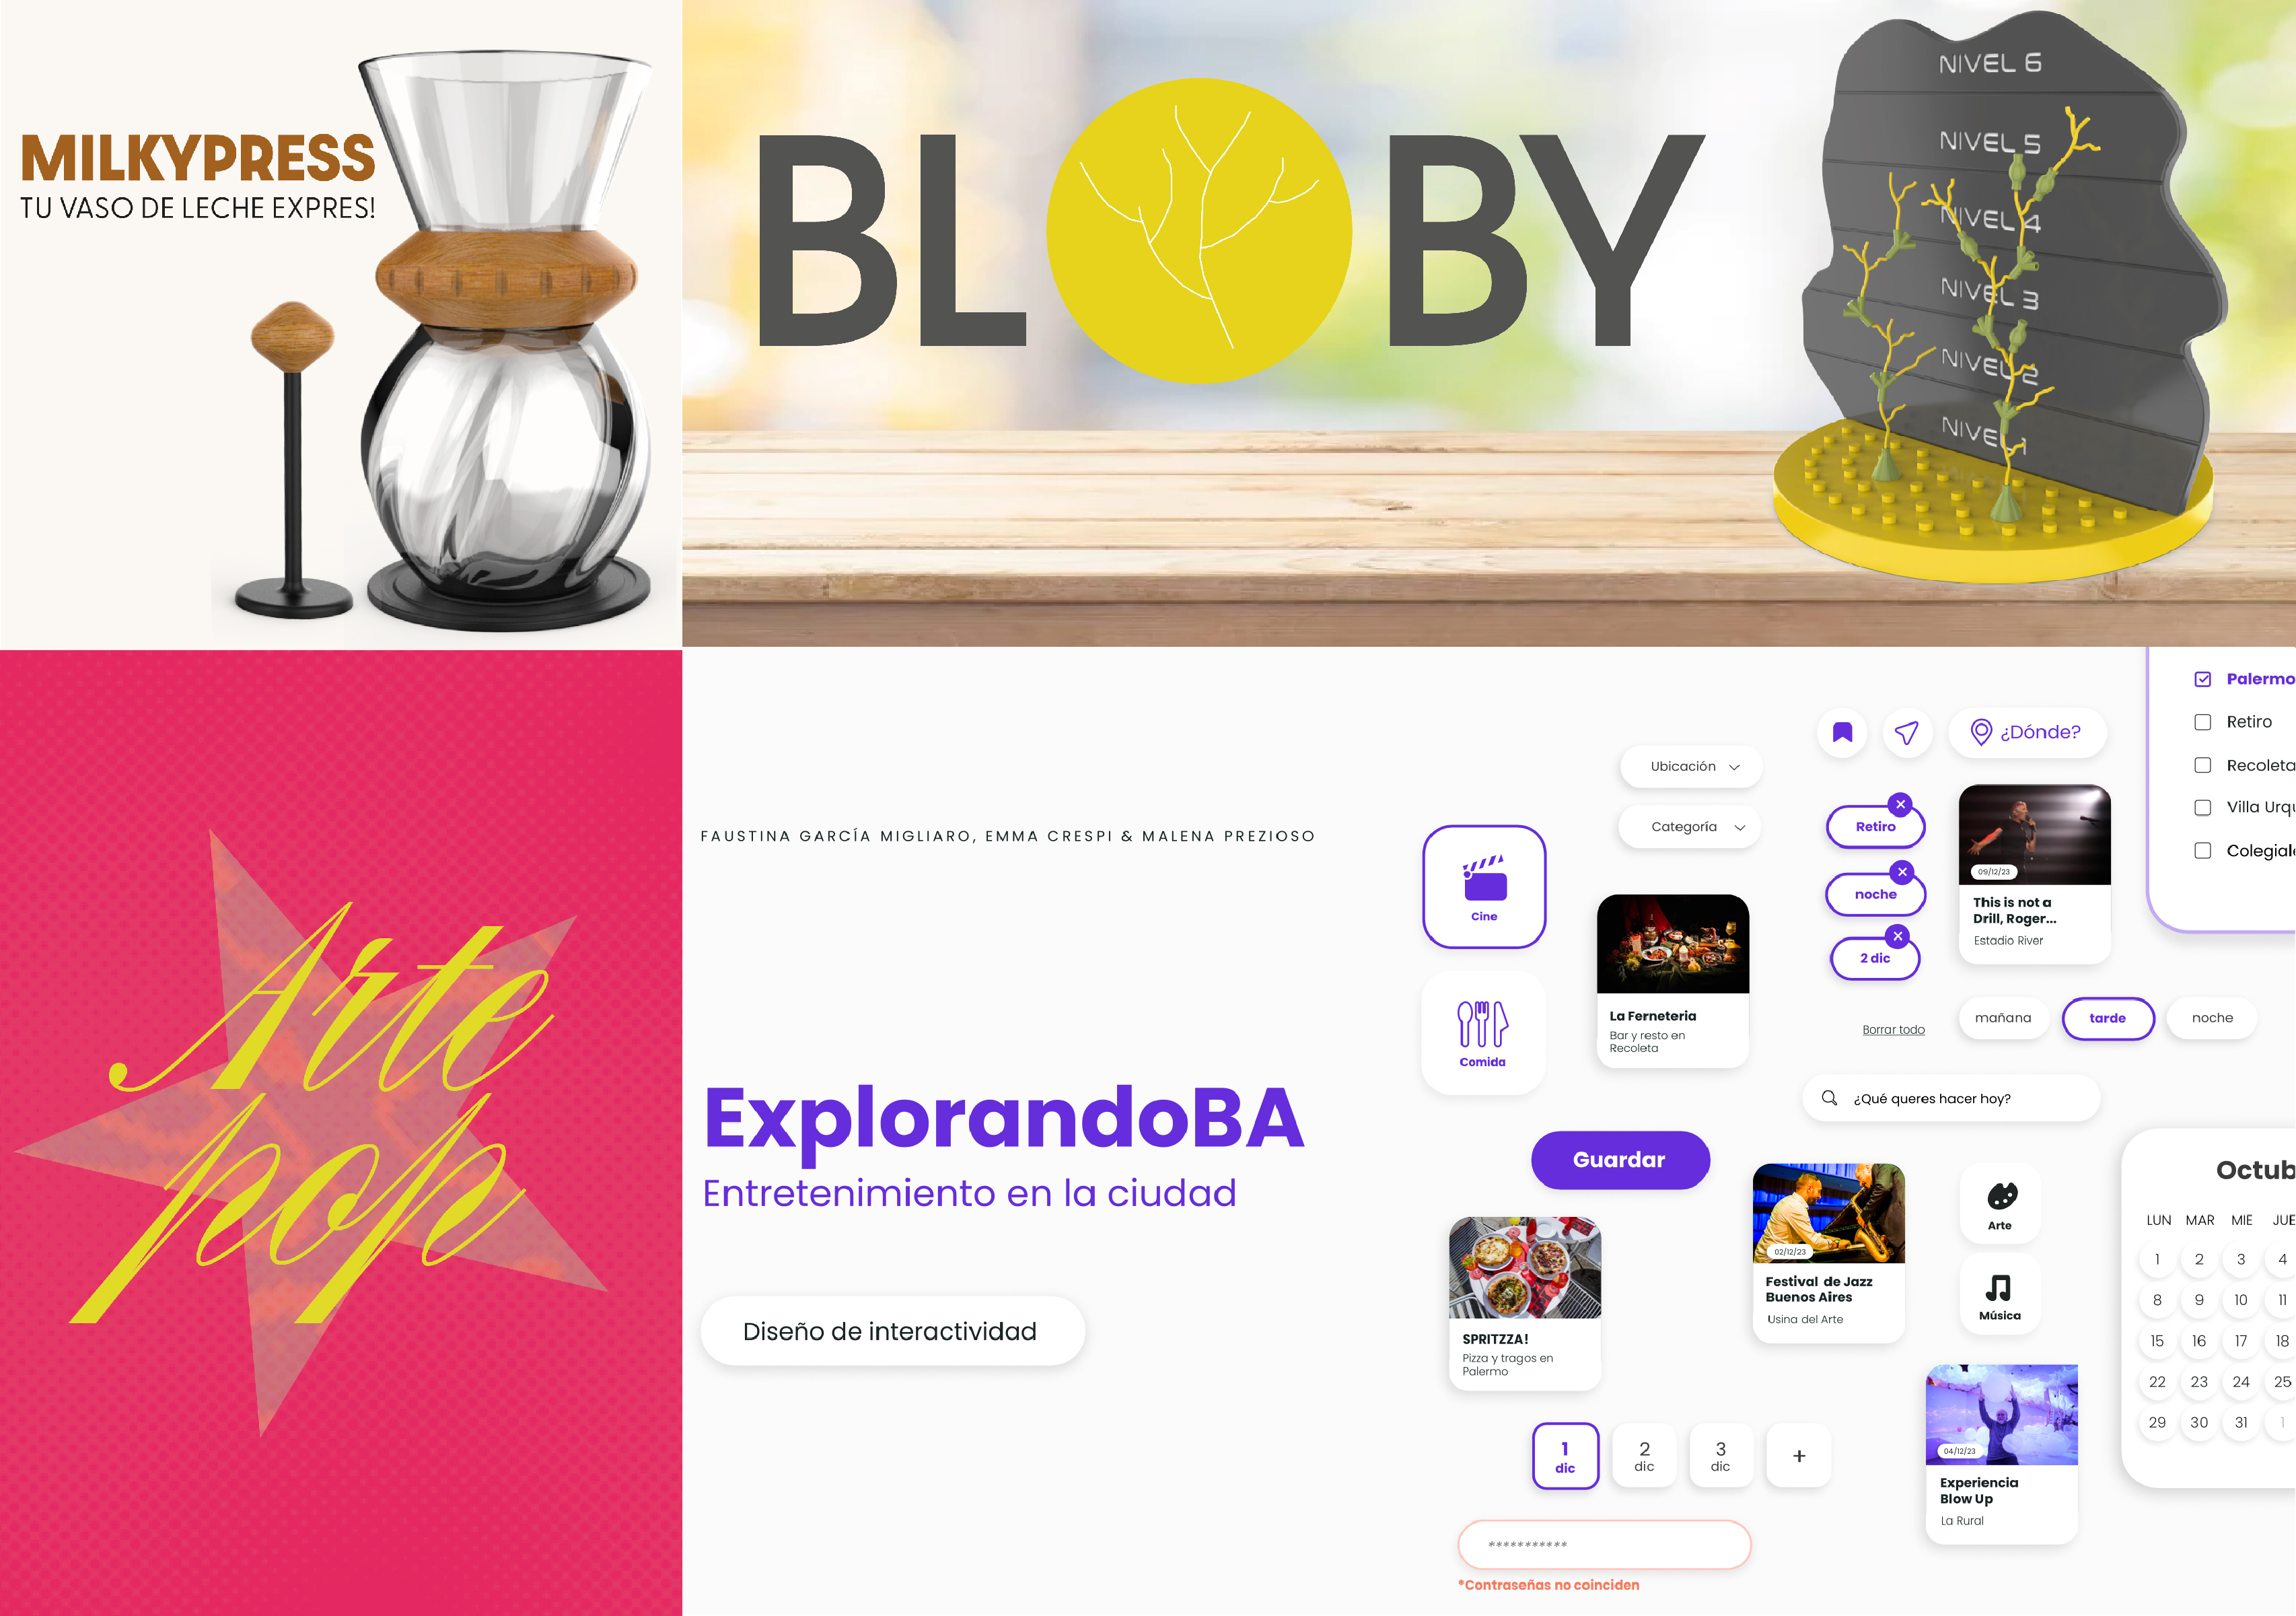 MILKYPRESS
TU VASO DE LECHE EXPRES!
BLOBY
NIVEL 6
NIVEL 5
NIVEL 4
NIVEL 3
NIVEL 2
NIVEL 1
Arte
pop
FAUSTINA GARCÍA MIGLIARO, EMMA CRESPI & MALENA PREZIOSO
ExplorandoBA
Entretenimiento en la ciudad
Diseño de interactividad
Cine
Comida
Ubicación
Categoría
La Ferneteria
Bar y resto en
Recoleta
¿Dónde?
Retiro
noche
2 dic
Borrar todo
09/12/23
This is not a
Drill, Roger...
Estadio River
Palermo
Retiro
Recoleta
Villa Urqu
Colegiale
mañana
tarde
noche
¿Qué queres hacer hoy?
Guardar
SPRITZZA!
Pizza y tragos en
Palermo
02/12/23
Festival de Jazz
Buenos Aires
Usina del Arte
Arte
Música
Octub
LUN MAR MIE JUE
1 2 3 4
8 9 10 11
15 16 17 18
22 23 24 25
29 30 31 1
1
dic
2
dic
3
dic
+
04/12/23
Experiencia
Blow Up
La Rural
***********
*Contraseñas no coinciden